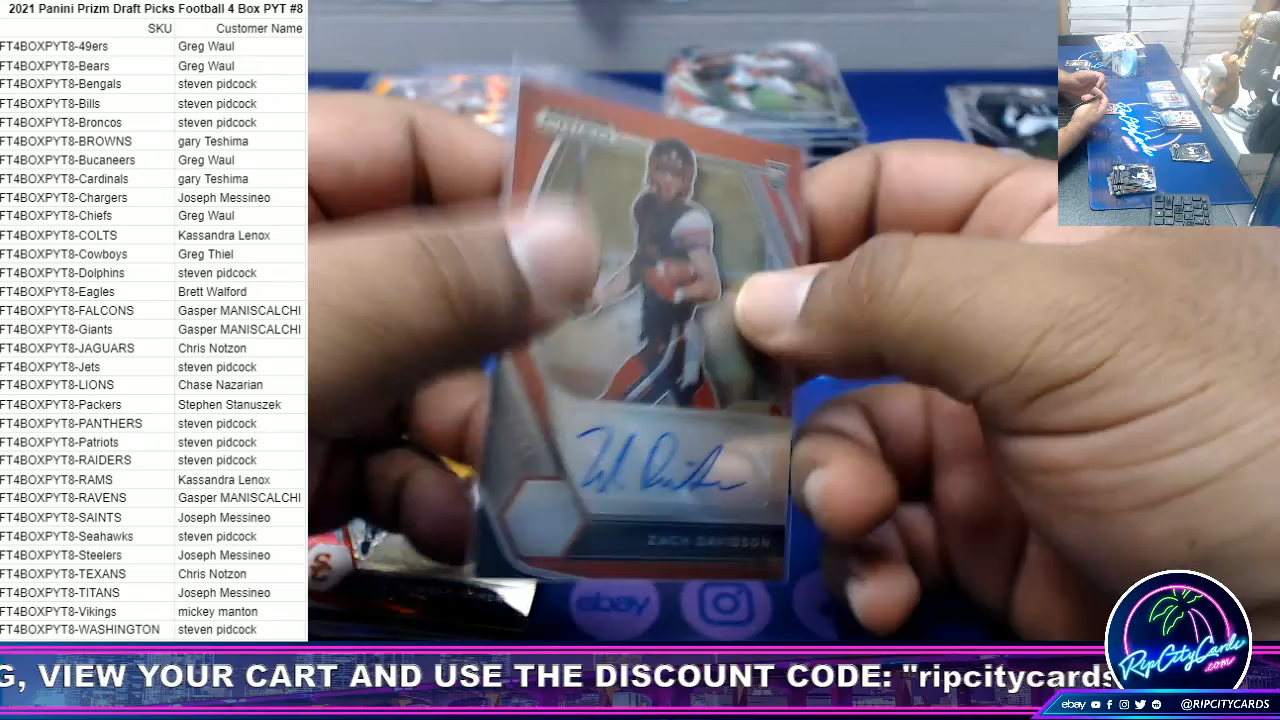 2021 Panini Prizm Draft Picks Football 4 Box PYT #8
SKU Customer Name
FT4BOXPYT8-49ers Greg Waul
FT4BOXPYT8-Bears Greg Waul
FT4BOXPYT8-Bengals steven pidcock
FT4BOXPYT8-Bills steven pidcock
FT4BOXPYT8-Broncos steven pidcock
FT4BOXPYT8-BROWNS gary Teshima
FT4BOXPYT8-Bucaneers Greg Waul
FT4BOXPYT8-Cardinals gary Teshima
FT4BOXPYT8-Chargers Joseph Messineo
FT4BOXPYT8-Chiefs Greg Waul
FT4BOXPYT8-COLTS Kassandra Lenox
FT4BOXPYT8-Cowboys Greg Thiel
FT4BOXPYT8-Dolphins steven pidcock
FT4BOXPYT8-Eagles Brett Walford
FT4BOXPYT8-FALCONS Gasper MANISCALCHI
FT4BOXPYT8-Giants Gasper MANISCALCHI
FT4BOXPYT8-JAGUARS Chris Notzon
FT4BOXPYT8-Jets steven pidcock
FT4BOXPYT8-LIONS Chase Nazarian
FT4BOXPYT8-Packers Stephen Stanuszek
FT4BOXPYT8-PANTHERS steven pidcock
FT4BOXPYT8-Patriots steven pidcock
FT4BOXPYT8-RAIDERS steven pidcock
FT4BOXPYT8-RAMS Kassandra Lenox
FT4BOXPYT8-RAVENS Gasper MANISCALCHI
FT4BOXPYT8-SAINTS Joseph Messineo
FT4BOXPYT8-Seahawks steven pidcock
FT4BOXPYT8-Steelers Joseph Messineo
FT4BOXPYT8-TEXANS Chris Notzon
FT4BOXPYT8-TITANS Joseph Messineo
FT4BOXPYT8-Vikings mickey manton
FT4BOXPYT8-WASHINGTON steven pidcock
PRIZM
ZACH DAVIDSON
ebay
RipCityCards
G, VIEW YOUR CART AND USE THE DISCOUNT CODE: "ripcitycards
RipCityCards
.com
ebay @RIPCITYCARDS